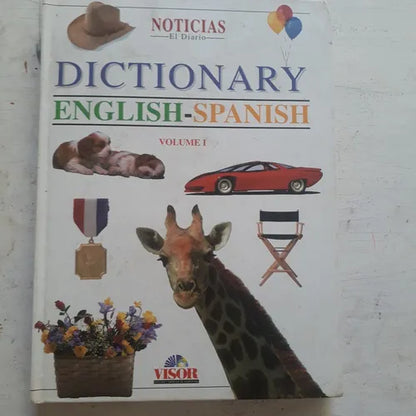 NOTICIAS
El Diario
DICTIONARY
ENGLISH-SPANISH
VOLUME I
VISOR